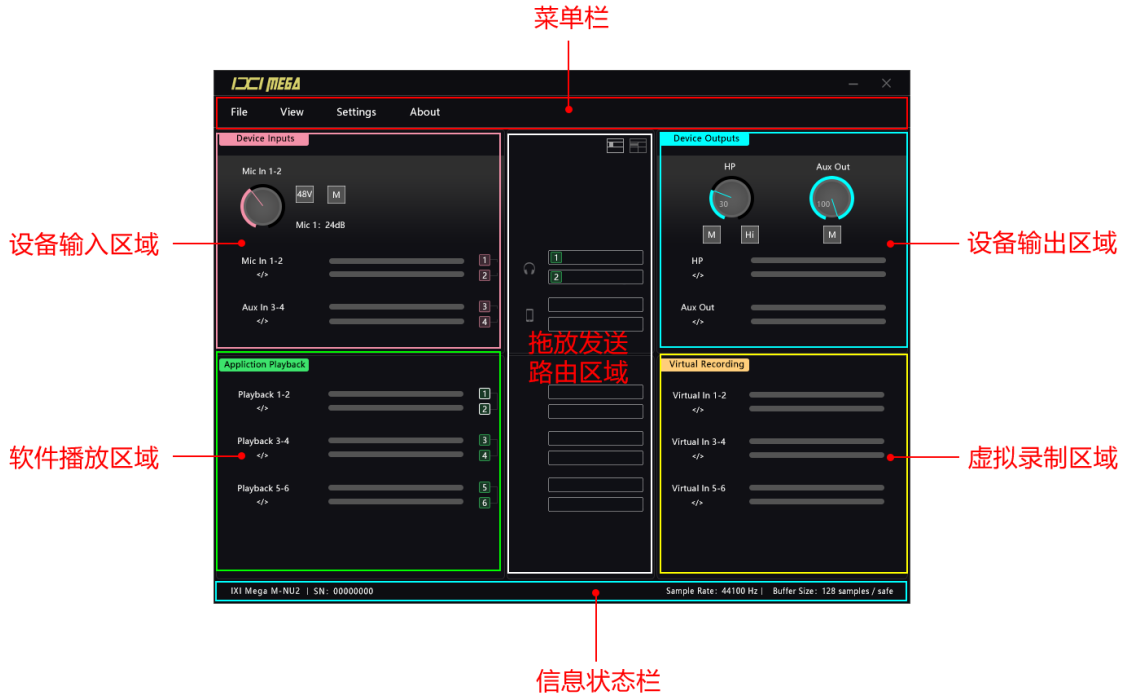 菜单栏
IXI MEGA
File View Settings About
Device Inputs
Mic In 1-2
48V M
Mic 1: 24dB
Mic In 1-2
</>
1
2
Aux In 3-4
</>
3
4
设备输入区域
Appliction Playback
Playback 1-2
</>
1
2
Playback 3-4
</>
3
4
Playback 5-6
</>
5
6
软件播放区域
1
2
拖放发送
路由区域
Device Outputs
HP Aux Out
30 100
M Hi M
HP
</>
Aux Out
</>
设备输出区域
Virtual Recording
Virtual In 1-2
</>
Virtual In 3-4
</>
Virtual In 5-6
</>
虚拟录制区域
IXI Mega M-NU2 | SN: 00000000 Sample Rate: 44100 Hz | Buffer Size: 128 samples / safe
信息状态栏